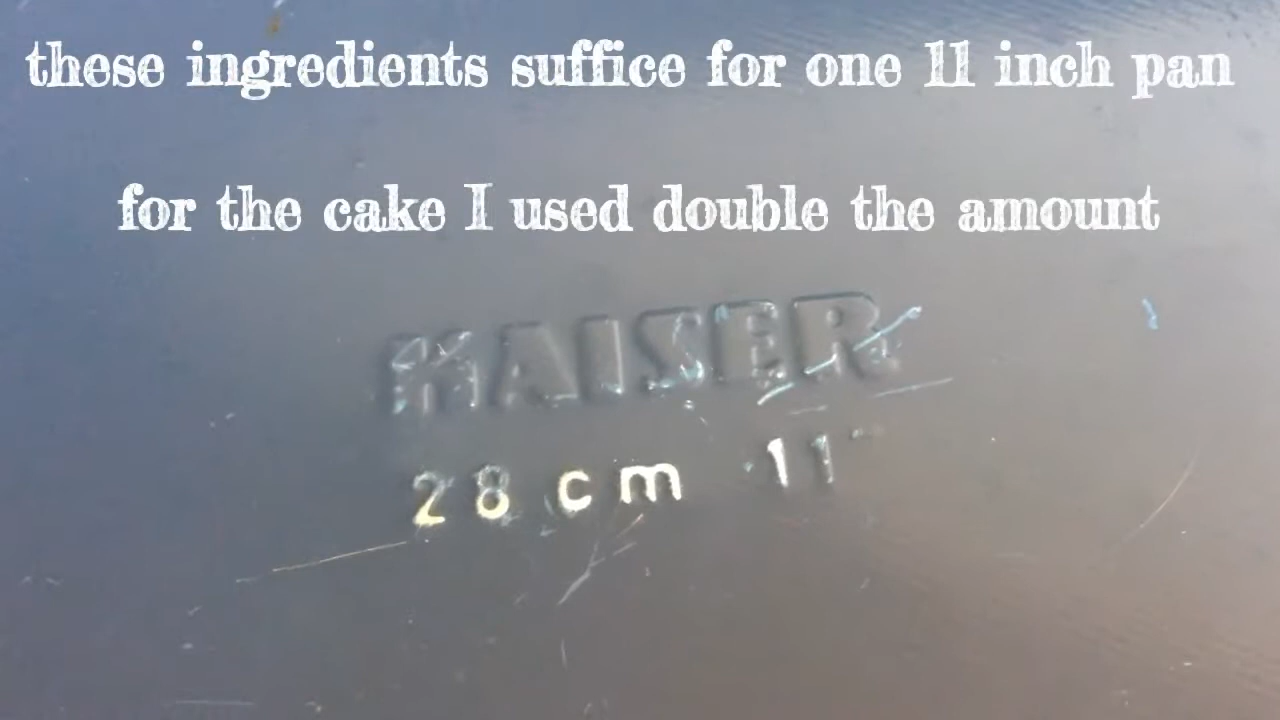 these ingredients suffice for one 11 inch pan
for the cake I used double the amount
KAISER
28 cm 11"